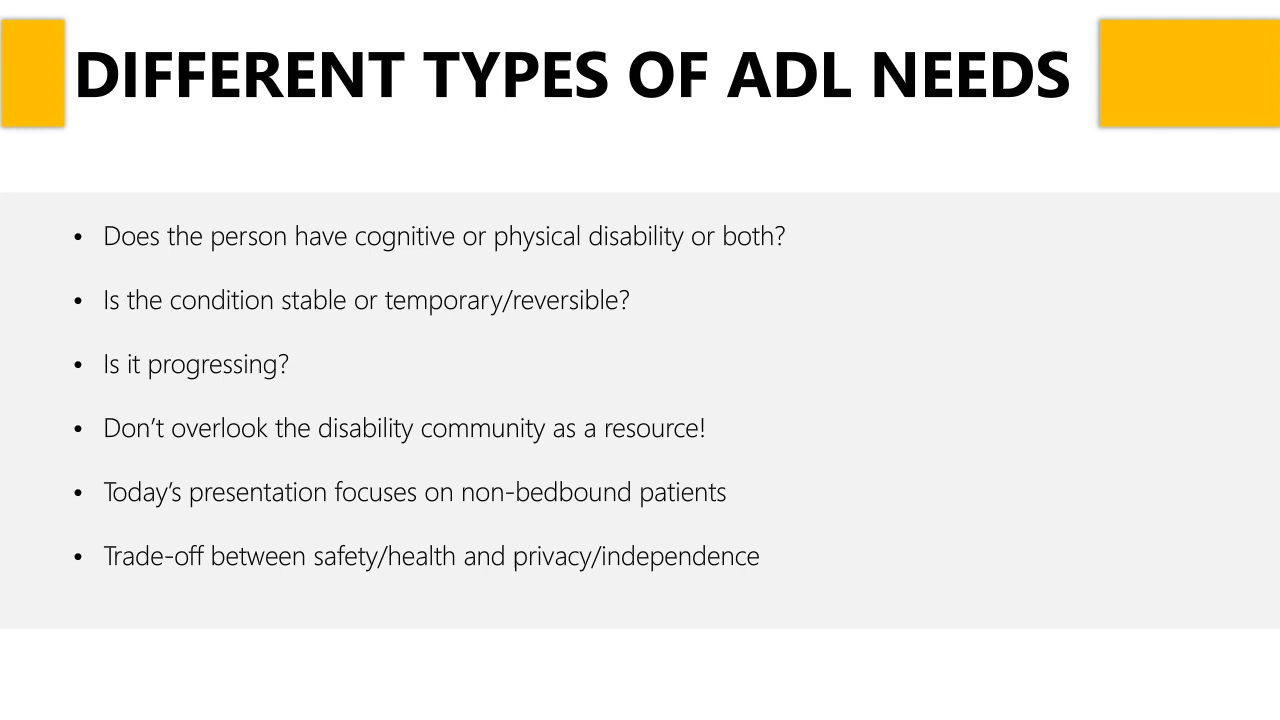 DIFFERENT TYPES OF ADL NEEDS
• Does the person have cognitive or physical disability or both?
• Is the condition stable or temporary/reversible?
• Is it progressing?
• Don’t overlook the disability community as a resource!
• Today’s presentation focuses on non-bedbound patients
• Trade-off between safety/health and privacy/independence